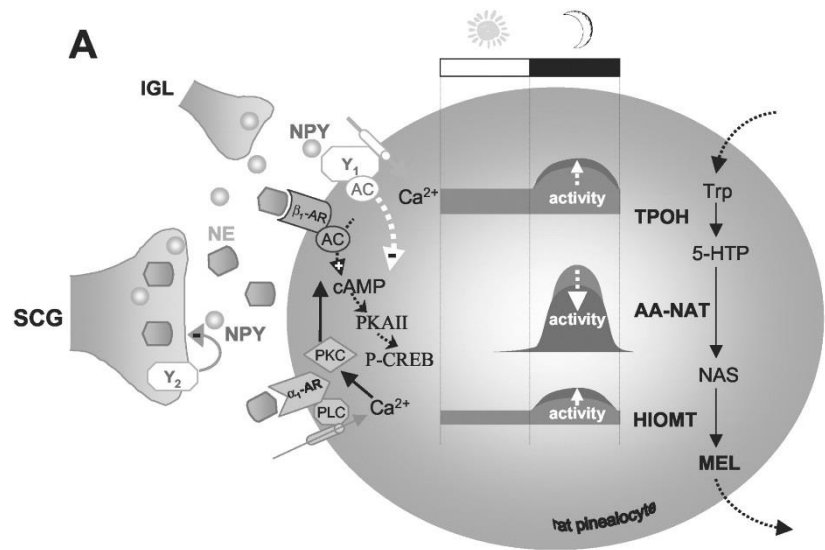 A
IGL
NPY
Y1
AC
Ca2+
β1-AR
AC
NE
+
-
cAMP
PKAII
P-CREB
SCG
NPY
-
Y2
PKC
α1-AR
PLC
Ca2+
activity
TPOH
activity
AA-NAT
activity
HIOMT
Trp
5-HTP
NAS
MEL
rat pinealocyte